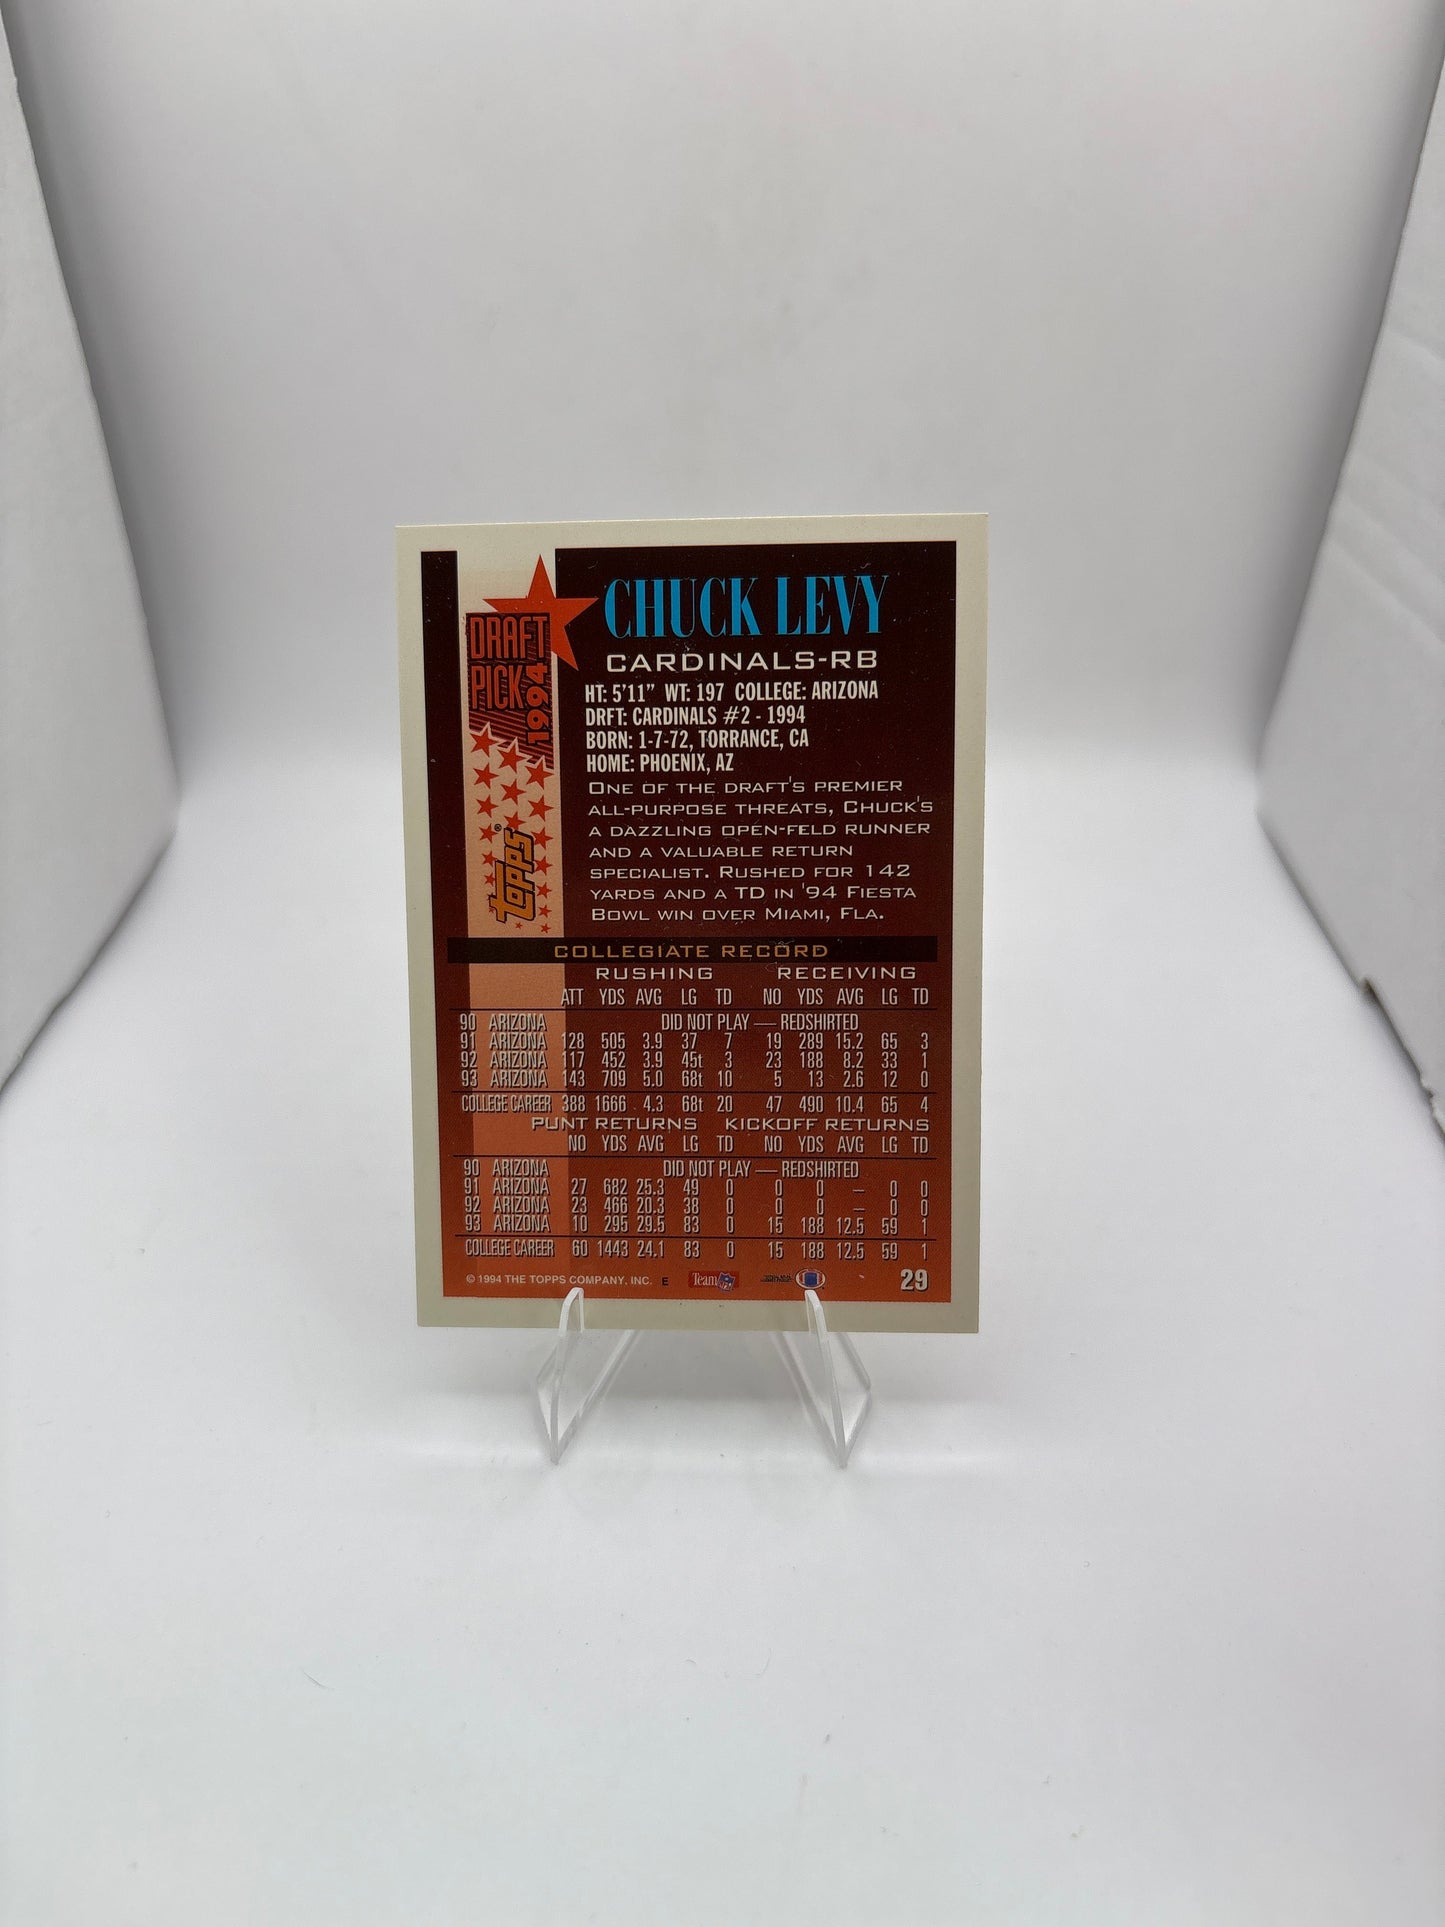 DRAFT
PICK
1994
Topps®
CHUCK LEVY
CARDINALS-RB
HT: 5'11" WT: 197 COLLEGE: ARIZONA
DRFT: CARDINALS #2 - 1994
BORN: 1-7-72, TORRANCE, CA
HOME: PHOENIX, AZ
ONE OF THE DRAFT'S PREMIER
ALL-PURPOSE THREATS, CHUCK'S
A DAZZLING OPEN-FELD RUNNER
AND A VALUABLE RETURN
SPECIALIST. RUSHED FOR 142
YARDS AND A TD IN '94 FIESTA
BOWL WIN OVER MIAMI, FLA.
COLLEGIATE RECORD
RUSHING RECEIVING
ATT YDS AVG LG TD NO YDS AVG LG TD
90 ARIZONA DID NOT PLAY — REDSHIRTED
91 ARIZONA 128 505 3.9 37 7 19 289 15.2 65 3
92 ARIZONA 117 452 3.9 45t 3 23 188 8.2 33 1
93 ARIZONA 143 709 5.0 68t 10 5 13 2.6 12 0
COLLEGE CAREER 388 1666 4.3 68t 20 47 490 10.4 65 4
PUNT RETURNS KICKOFF RETURNS
NO YDS AVG LG TD NO YDS AVG LG TD
90 ARIZONA DID NOT PLAY — REDSHIRTED
91 ARIZONA 27 682 25.3 49 0 0 0 – 0 0
92 ARIZONA 23 466 20.3 38 0 0 0 – 0 0
93 ARIZONA 10 295 29.5 83 0 15 188 12.5 59 1
COLLEGE CAREER 60 1443 24.1 83 0 15 188 12.5 59 1
© 1994 THE TOPPS COMPANY, INC. E Team NFL 29